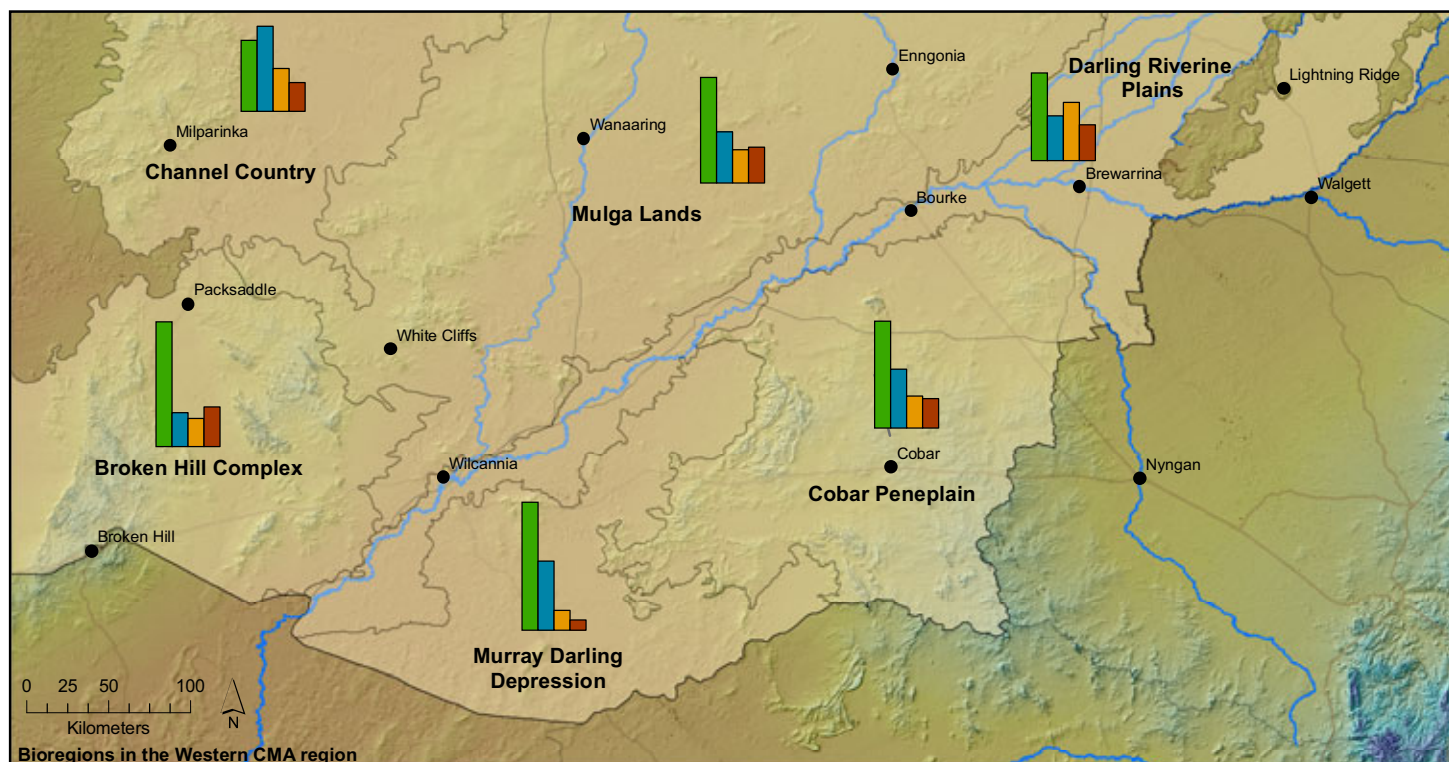 Enngonia
Darling Riverine
Plains
Lightning Ridge
Milparinka
Wanaaring
Channel Country
Mulga Lands
Brewarrina
Walgett
Bourke
Packsaddle
White Cliffs
Broken Hill Complex
Wilcannia
Cobar
Cobar Peneplain
Nyngan
Broken Hill
Murray Darling
Depression
0 25 50 100
Kilometers
N
Bioregions in the Western CMA region